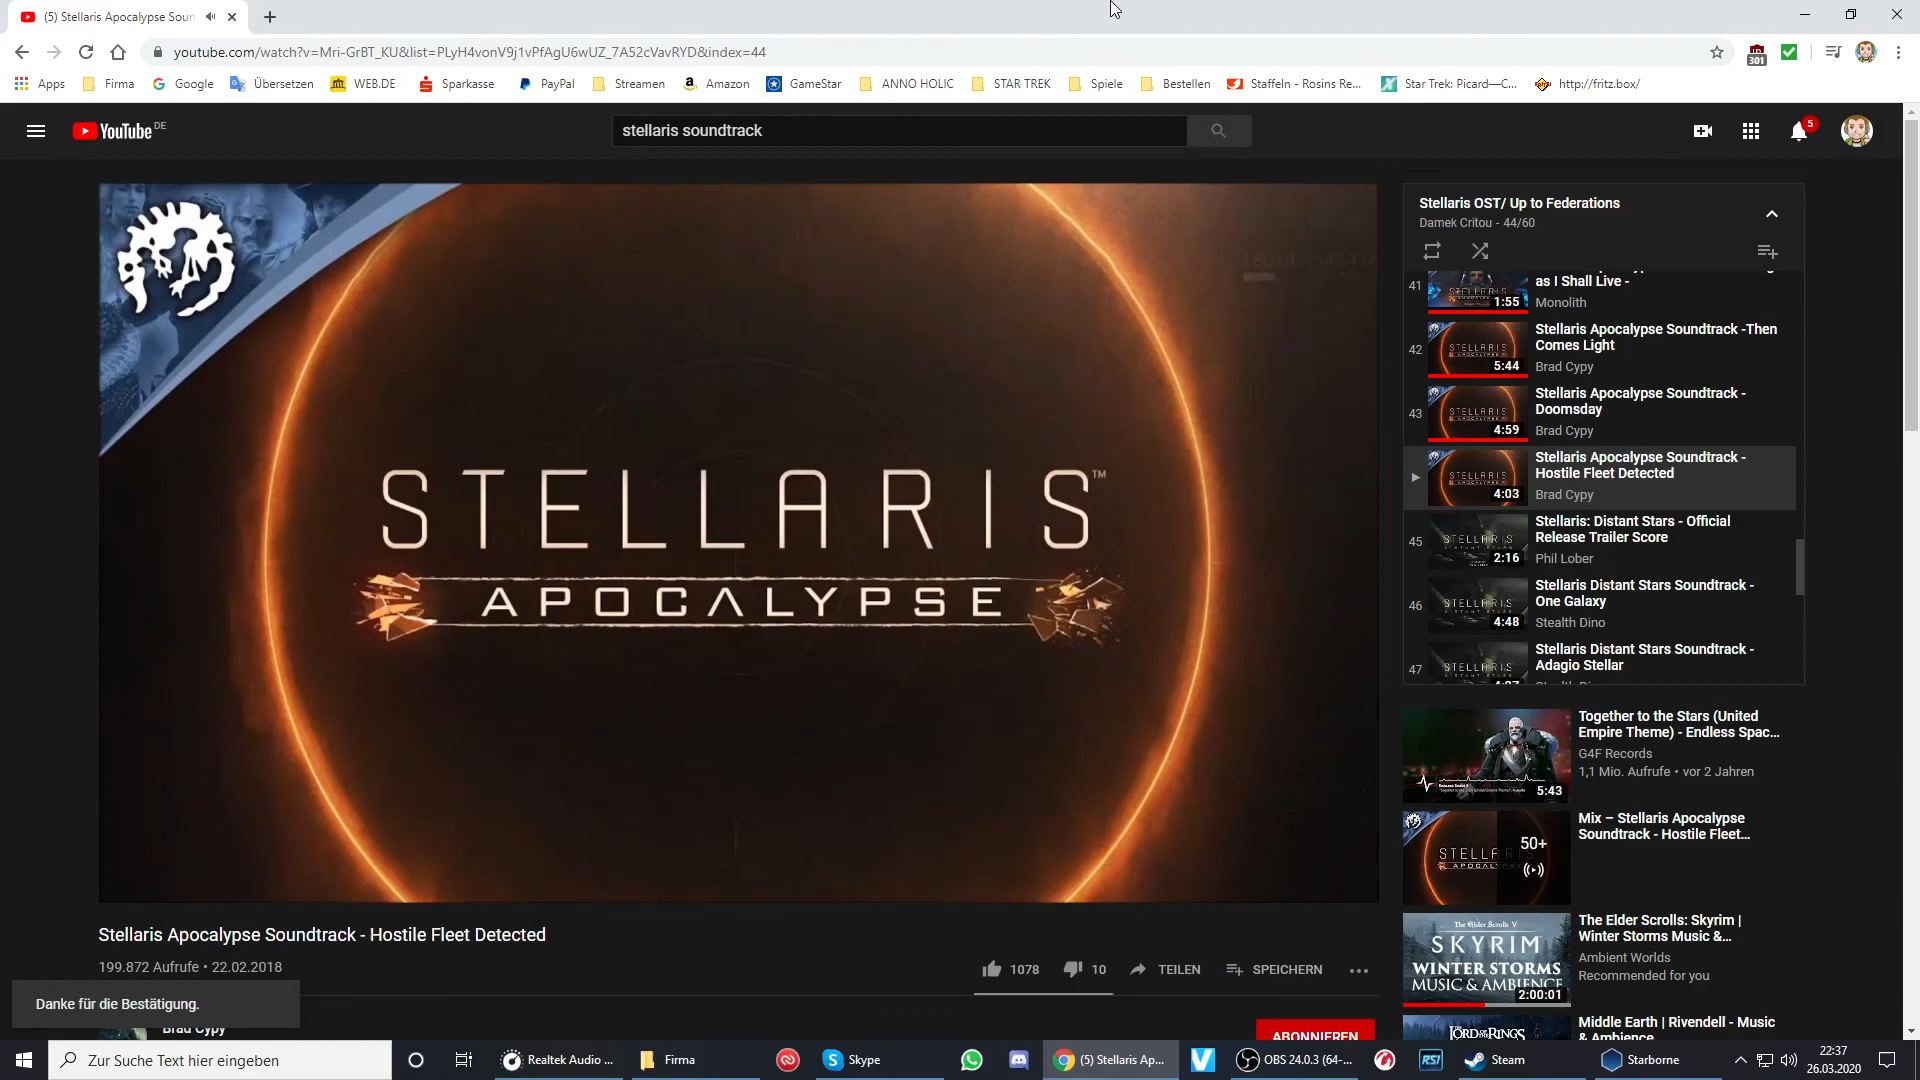 (5) Stellaris Apocalypse Soun
youtube.com/watch?v=Mri-GrBT_KU&list=PLyH4vonV9j1vPfAgU6wUZ_7A52cVavRYD&index=44
301
Apps Firma Google Übersetzen WEB.DE Sparkasse PayPal Streamen Amazon GameStar ANNO HOLIC STAR TREK Spiele Bestellen Staffeln - Rosins Re... Star Trek: Picard—C... http://fritz.box/
YouTube DE
stellaris soundtrack
5
STELLARIS™
APOCALYPSE
Stellaris OST/ Up to Federations
Damek Critou - 44/60
41
as I Shall Live -
1:55
Monolith
42
Stellaris Apocalypse Soundtrack -Then
Comes Light
5:44
Brad Cypy
43
Stellaris Apocalypse Soundtrack -
Doomsday
4:59
Brad Cypy
Stellaris Apocalypse Soundtrack -
Hostile Fleet Detected
4:03
Brad Cypy
45
Stellaris: Distant Stars - Official
Release Trailer Score
2:16
Phil Lober
46
Stellaris Distant Stars Soundtrack -
One Galaxy
4:48
Stealth Dino
47
Stellaris Distant Stars Soundtrack -
Adagio Stellar
Together to the Stars (United
Empire Theme) - Endless Spac...
G4F Records
1,1 Mio. Aufrufe • vor 2 Jahren
5:43
Mix – Stellaris Apocalypse
Soundtrack - Hostile Fleet...
50+
The Elder Scrolls V
SKYRIM
WINTER STORMS
MUSIC & AMBIENCE
2:00:01
The Elder Scrolls: Skyrim |
Winter Storms Music &...
Ambient Worlds
Recommended for you
Middle Earth | Rivendell - Music
& Ambience
Stellaris Apocalypse Soundtrack - Hostile Fleet Detected
199.872 Aufrufe • 22.02.2018
1078 10 TEILEN SPEICHERN
Danke für die Bestätigung.
Brad Cypy
ABONNIEREN
Zur Suche Text hier eingeben
Realtek Audio ... Firma Skype (5) Stellaris Ap... OBS 24.0.3 (64-... RSI Steam Starborne
22:37
26.03.2020